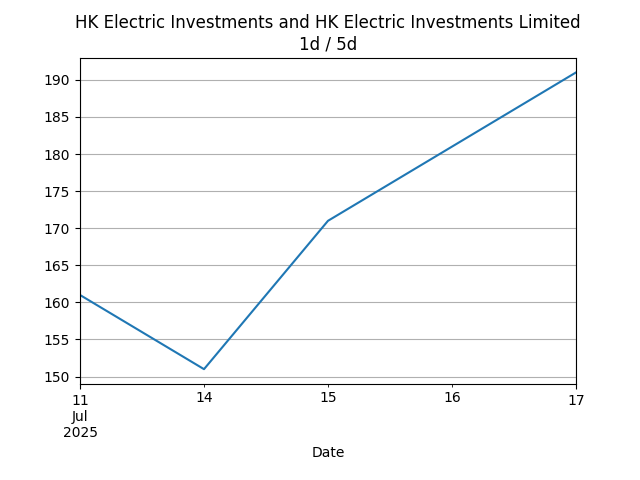 HK Electric Investments and HK Electric Investments Limited
1d / 5d
190
185
180
175
170
165
160
155
150
11 14 15 16 17
Jul
2025
Date